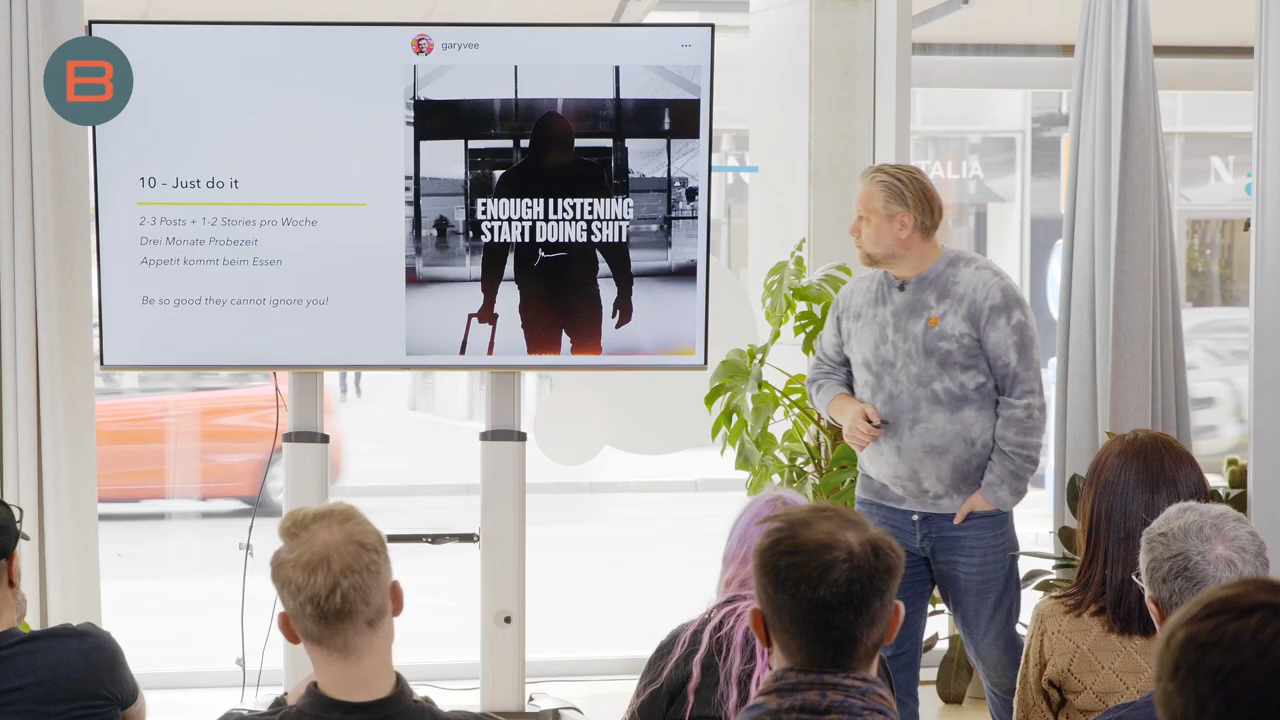 B
garyvee
10 – Just do it
2-3 Posts + 1-2 Stories pro Woche
Drei Monate Probezeit
Appetit kommt beim Essen
Be so good they cannot ignore you!
ENOUGH LISTENING
START DOING SHIT
ITALIA
N
N